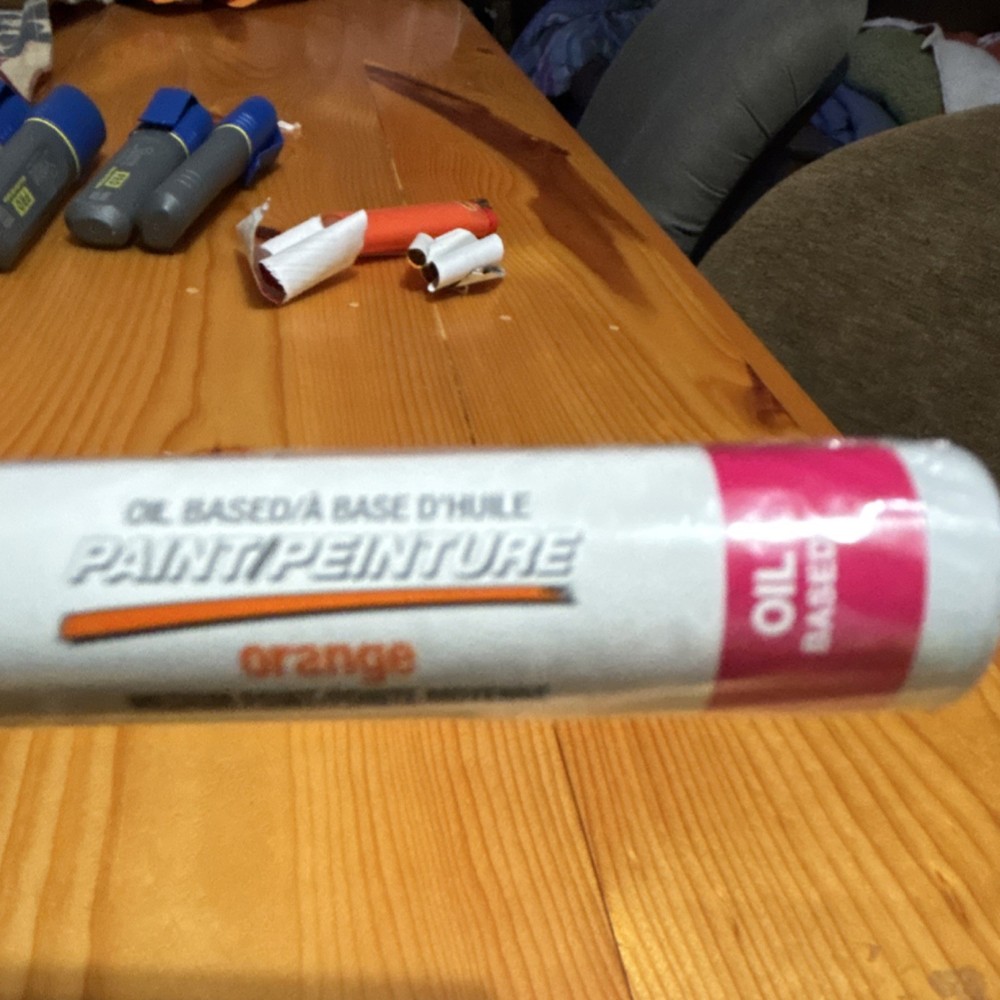 OIL BASED/À BASE D'HUILE
PAINT/PEINTURE
orange
OIL
BASED